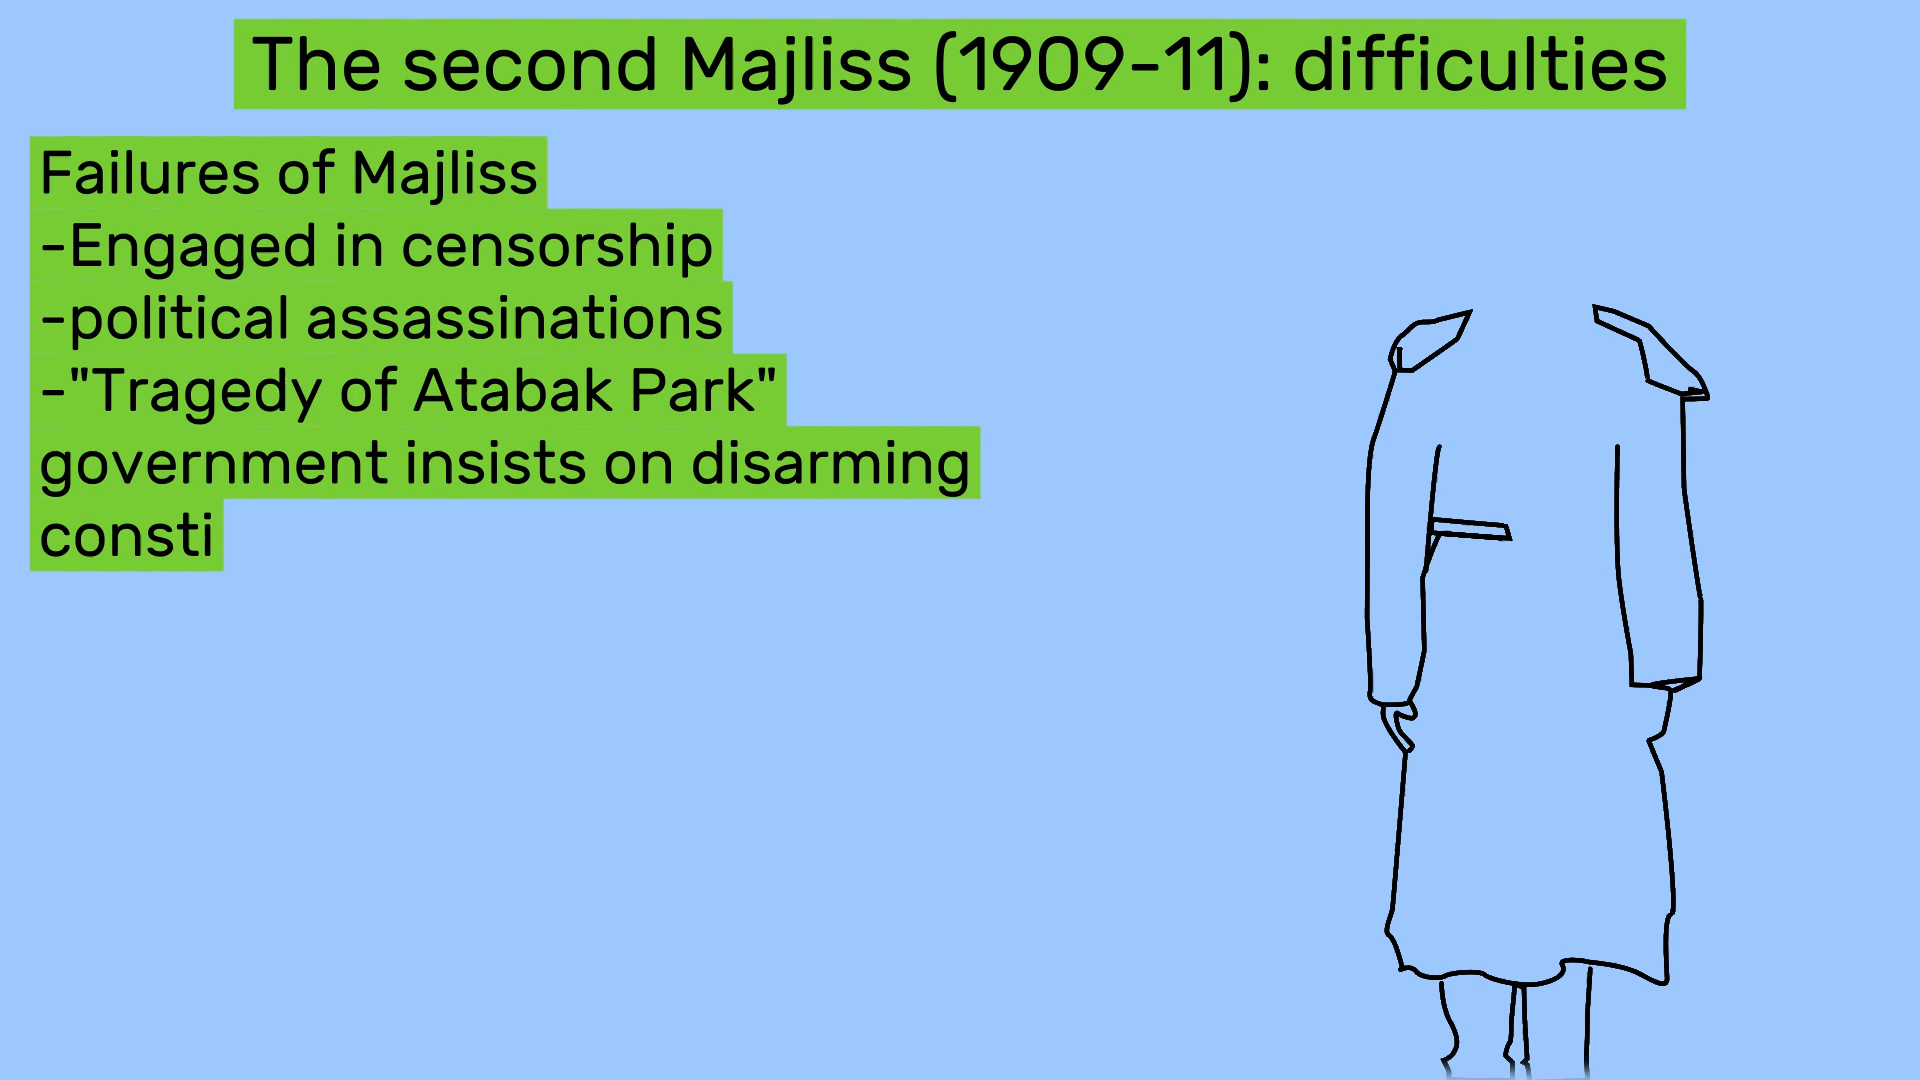 The second Majliss (1909-11): difficulties
Failures of Majliss
-Engaged in censorship
-political assassinations
-"Tragedy of Atabak Park"
government insists on disarming
consti